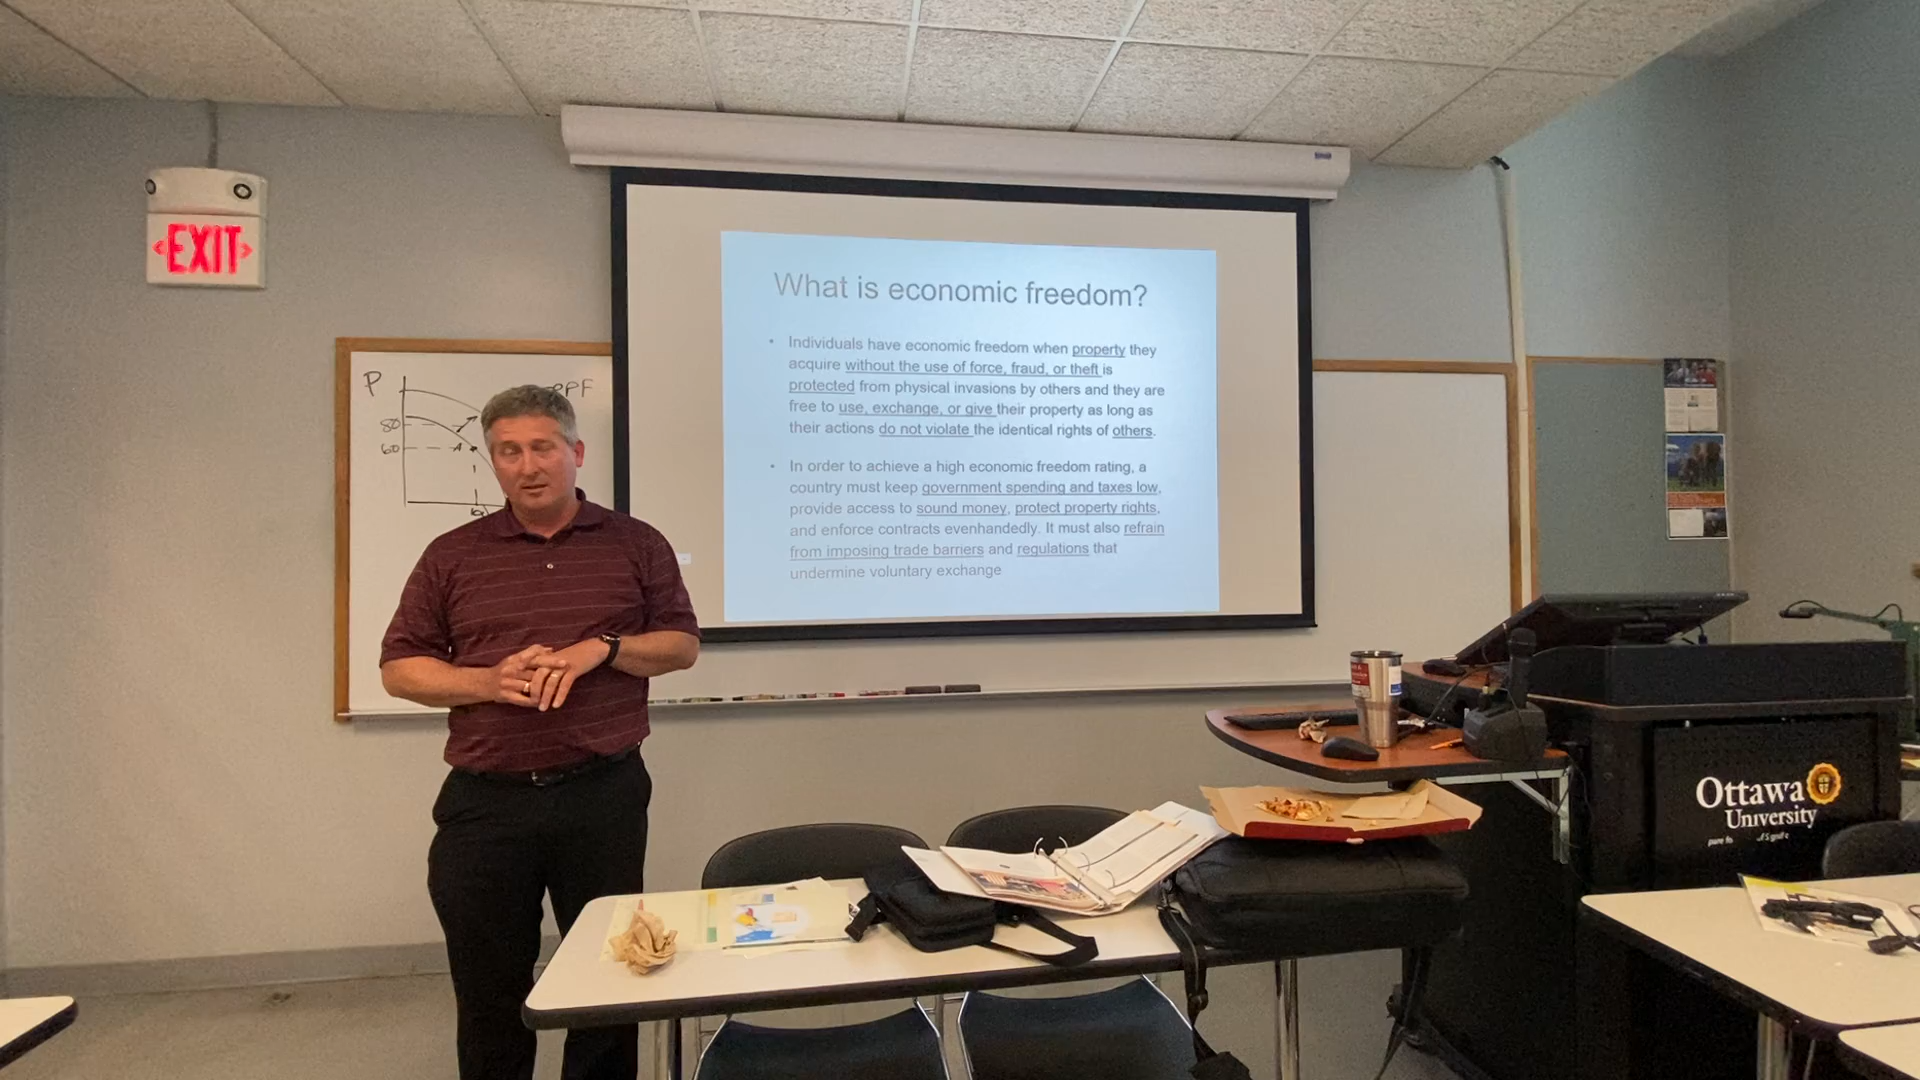 EXIT
What is economic freedom?
• Individuals have economic freedom when property they
acquire without the use of force, fraud, or theft is
protected from physical invasions by others and they are
free to use, exchange, or give their property as long as
their actions do not violate the identical rights of others.
• In order to achieve a high economic freedom rating, a
country must keep government spending and taxes low,
provide access to sound money, protect property rights,
and enforce contracts evenhandedly. It must also refrain
from imposing trade barriers and regulations that
undermine voluntary exchange
P
PPF
80
60
A
Ottawa
University